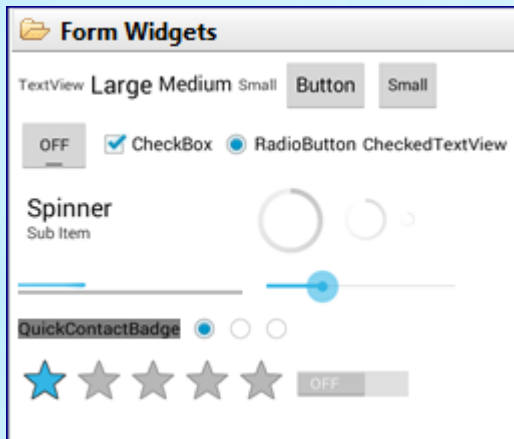 Form Widgets
TextView Large Medium Small Button Small
OFF CheckBox RadioButton CheckedTextView
Spinner
Sub Item
QuickContactBadge
OFF